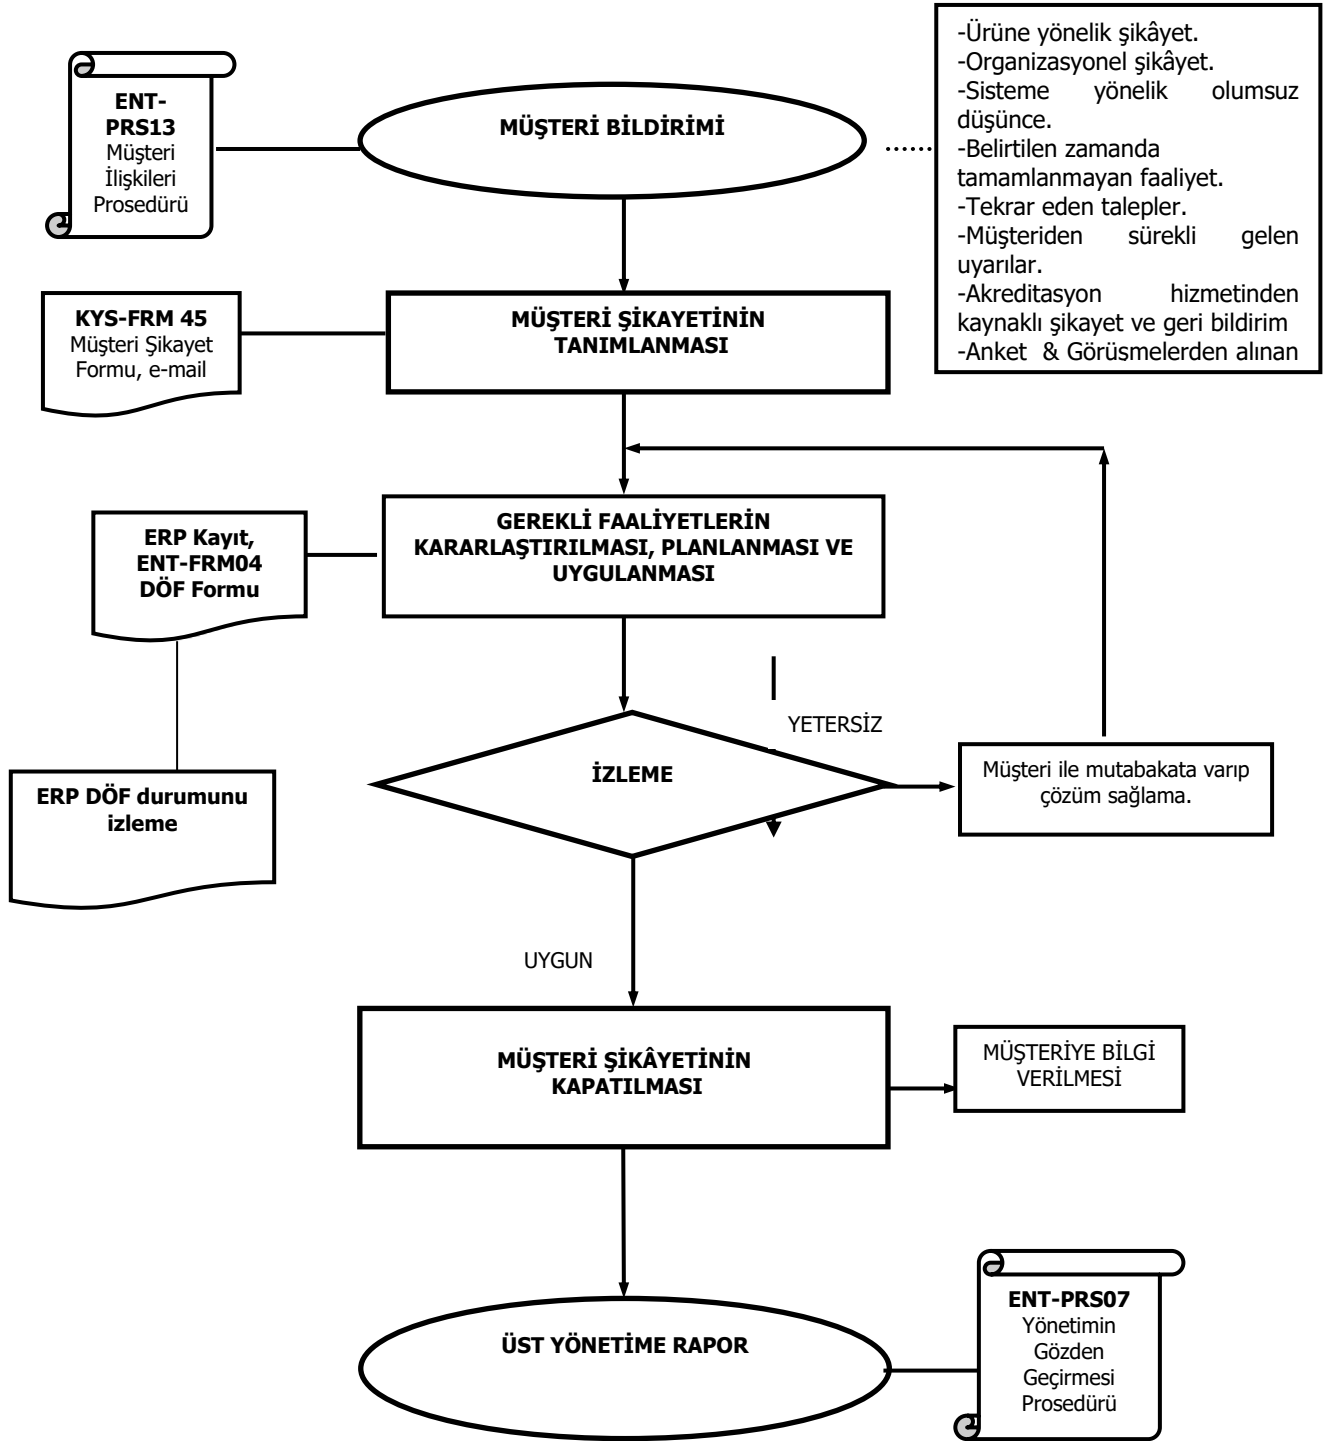 ENT-
PRS13
Müşteri
İlişkileri
Prosedürü
MÜŞTERİ BİLDİRİMİ
-Ürüne yönelik şikâyet.
-Organizasyonel şikâyet.
-Sisteme yönelik olumsuz
düşünce.
-Belirtilen zamanda
tamamlanmayan faaliyet.
-Tekrar eden talepler.
-Müşteriden sürekli gelen
uyarılar.
-Akreditasyon hizmetinden
kaynaklı şikayet ve geri bildirim
-Anket & Görüsmelerden alınan
KYS-FRM 45
Müşteri Şikayet
Formu, e-mail
MÜŞTERİ ŞİKAYETİNİN
TANIMLANMASI
ERP Kayıt,
ENT-FRM04
DÖF Formu
GEREKLİ FAALİYETLERİN
KARARLAŞTIRILMASI, PLANLANMASI VE
UYGULANMASI
YETERSİZ
İZLEME
Müşteri ile mutabakata varıp
çözüm sağlama.
ERP DÖF durumunu
izleme
UYGUN
MÜŞTERİ ŞİKÂYETİNİN
KAPATILMASI
MÜŞTERİYE BİLGİ
VERİLMESİ
ÜST YÖNETİME RAPOR
ENT-PRS07
Yönetimin
Gözden
Geçirmesi
Prosedürü